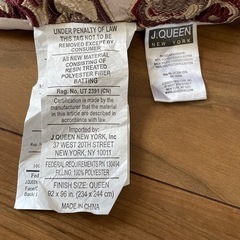 UNDER PENALTY OF LAW
THIS TAG NOT TO BE
REMOVED EXCEPT BY
CONSUMER
ALL NEW MATERIAL
CONSISTING OF
RESIN TREATED
POLYESTER FIBER
BATTING
Reg. No. UT 2391 (CN)
Certification is made by the
manufacturer that the material
in this article are described
in accordance with law.
Imported by:
J.QUEEN NEW YORK, Inc
37 WEST 20TH STREET
NEW YORK, NY, 10011
FEDERAL REQUIREMENTS RN 136494
FILLING: 100% POLYESTER
FINISH SIZE: QUEEN
92 x 96 in. (234 x 244 cm)
MADE IN CHINA
J. QUEEN
NEW YORK